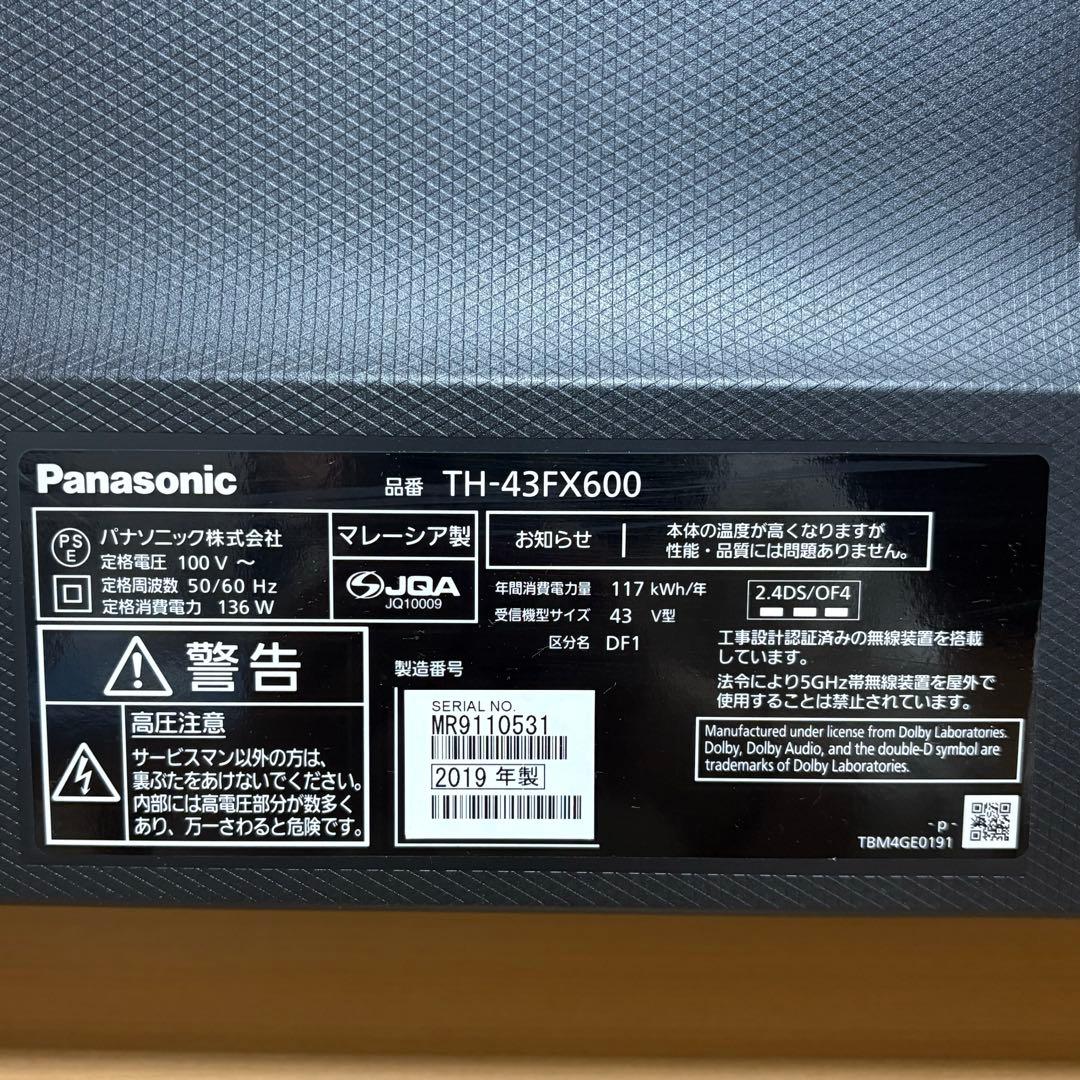 Panasonic
品番 TH-43FX600
PS
E
パナソニック株式会社
定格電圧 100 V ～
定格周波数 50/60 Hz
定格消費電力 136 W
マレーシア製
JQA
JQ10009
お知らせ
本体の温度が高くなりますが
性能・品質には問題ありません。
年間消費電力量 117 kWh/年
受信機型サイズ 43 V型
区分名 DF1
2.4DS/OF4
工事設計認証済みの無線装置を搭載
しています。
法令により5GHz帯無線装置を屋外で
使用することは禁止されています。
警告
高圧注意
サービスマン以外の方は、
裏ぶたをあけないでください。
内部には高電圧部分が数多く
あり、万一さわると危険です。
製造番号
SERIAL NO.
MR9110531
2019 年製
Manufactured under license from Dolby Laboratories.
Dolby, Dolby Audio, and the double-D symbol are
trademarks of Dolby Laboratories.
- p -
TBM4GE0191